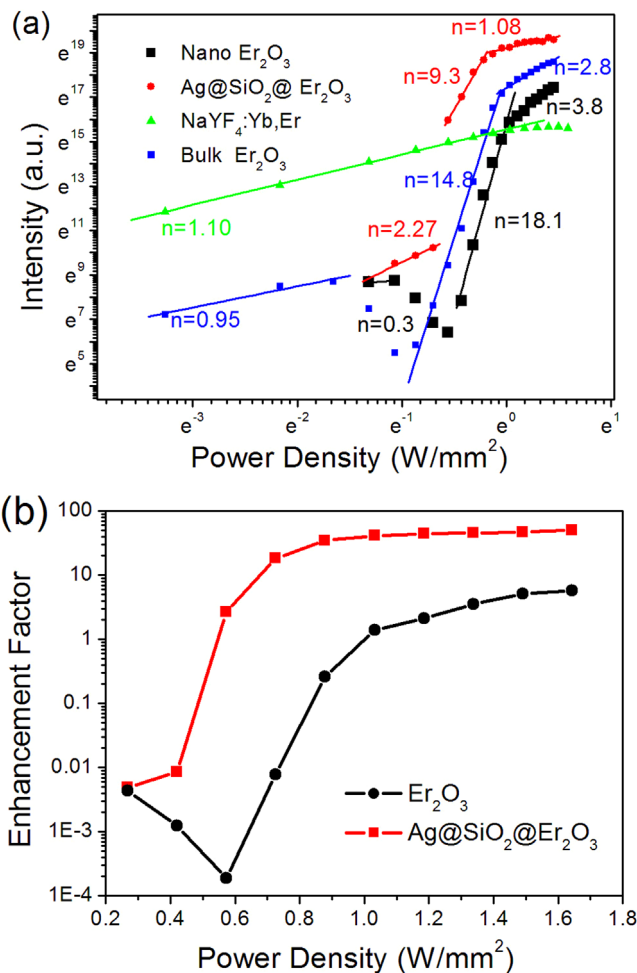 (a)
n=1.08
e¹⁹
Nano Er₂O₃
e¹⁷
Ag@SiO₂@ Er₂O₃
n=9.3
n=2.8
e¹⁵
NaYF₄:Yb,Er
n=3.8
e¹³
Bulk Er₂O₃
n=14.8
e¹¹
n=1.10
n=2.27
n=18.1
e⁹
e⁷
n=0.95
n=0.3
e⁵
Intensity (a.u.)
e⁻³ e⁻² e⁻¹ e⁰ e¹
Power Density (W/mm²)
(b)
100
10
1
0.1
0.01
1E-3
1E-4
Enhancement Factor
Er₂O₃
Ag@SiO₂@Er₂O₃
0.2 0.4 0.6 0.8 1.0 1.2 1.4 1.6 1.8
Power Density (W/mm²)